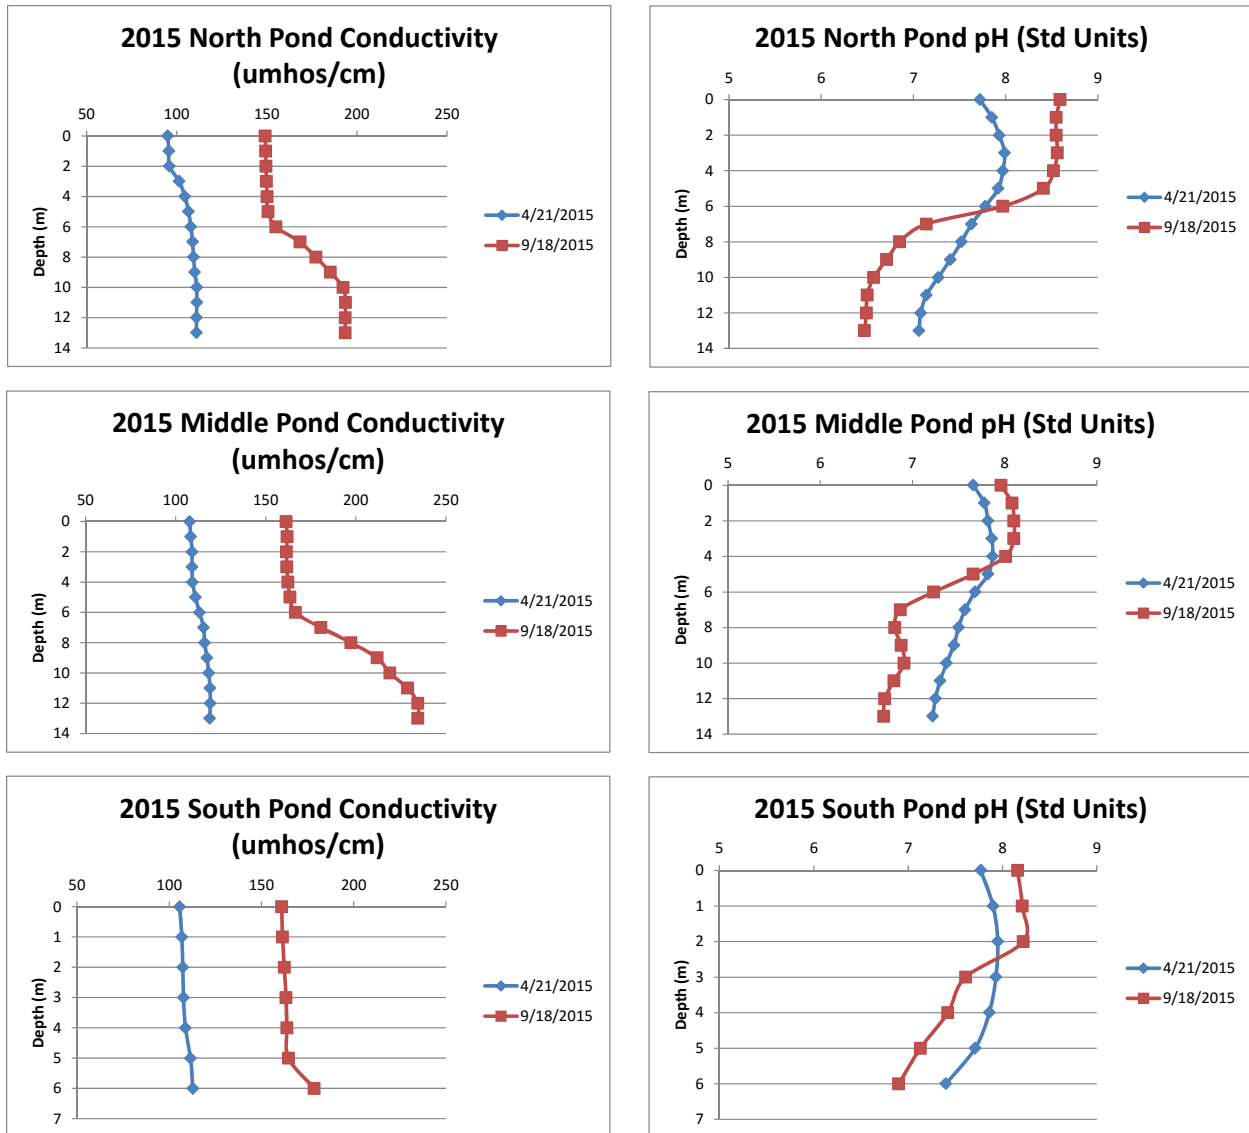 2015 North Pond Conductivity
(umhos/cm)
50 100 150 200 250
0
2
4
6
8
10
12
14
Depth (m)
4/21/2015
9/18/2015
2015 North Pond pH (Std Units)
5 6 7 8 9
0
2
4
6
8
10
12
14
Depth (m)
4/21/2015
9/18/2015
2015 Middle Pond Conductivity
(umhos/cm)
50 100 150 200 250
0
2
4
6
8
10
12
14
Depth (m)
4/21/2015
9/18/2015
2015 Middle Pond pH (Std Units)
5 6 7 8 9
0
2
4
6
8
10
12
14
Depth (m)
4/21/2015
9/18/2015
2015 South Pond Conductivity
(umhos/cm)
50 100 150 200 250
0
1
2
3
4
5
6
7
Depth (m)
4/21/2015
9/18/2015
2015 South Pond pH (Std Units)
5 6 7 8 9
0
1
2
3
4
5
6
7
Depth (m)
4/21/2015
9/18/2015